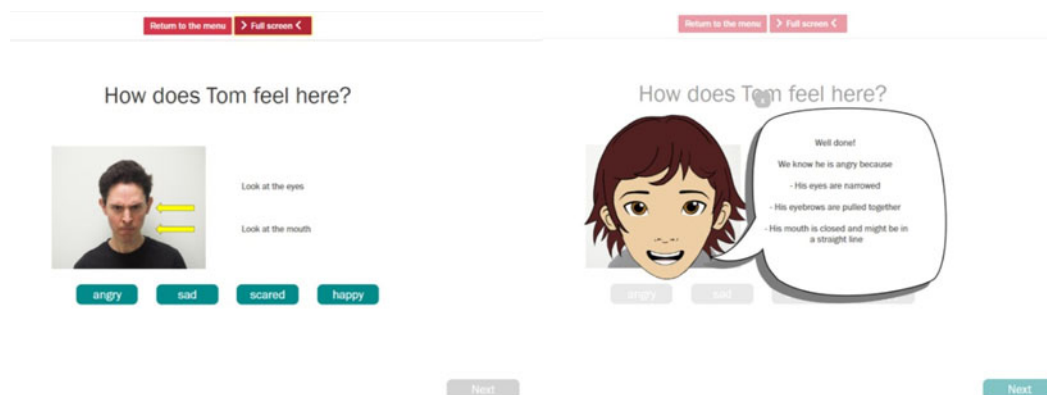 Return to the menu
Full screen
How does Tom feel here?
Look at the eyes
Look at the mouth
angry
sad
scared
happy
Next
Return to the menu
Full screen
How does Tom feel here?
x
Well done!
We know he is angry because
- His eyes are narrowed
- His eyebrows are pulled together
- His mouth is closed and might be in
a straight line
angry
sad
Next